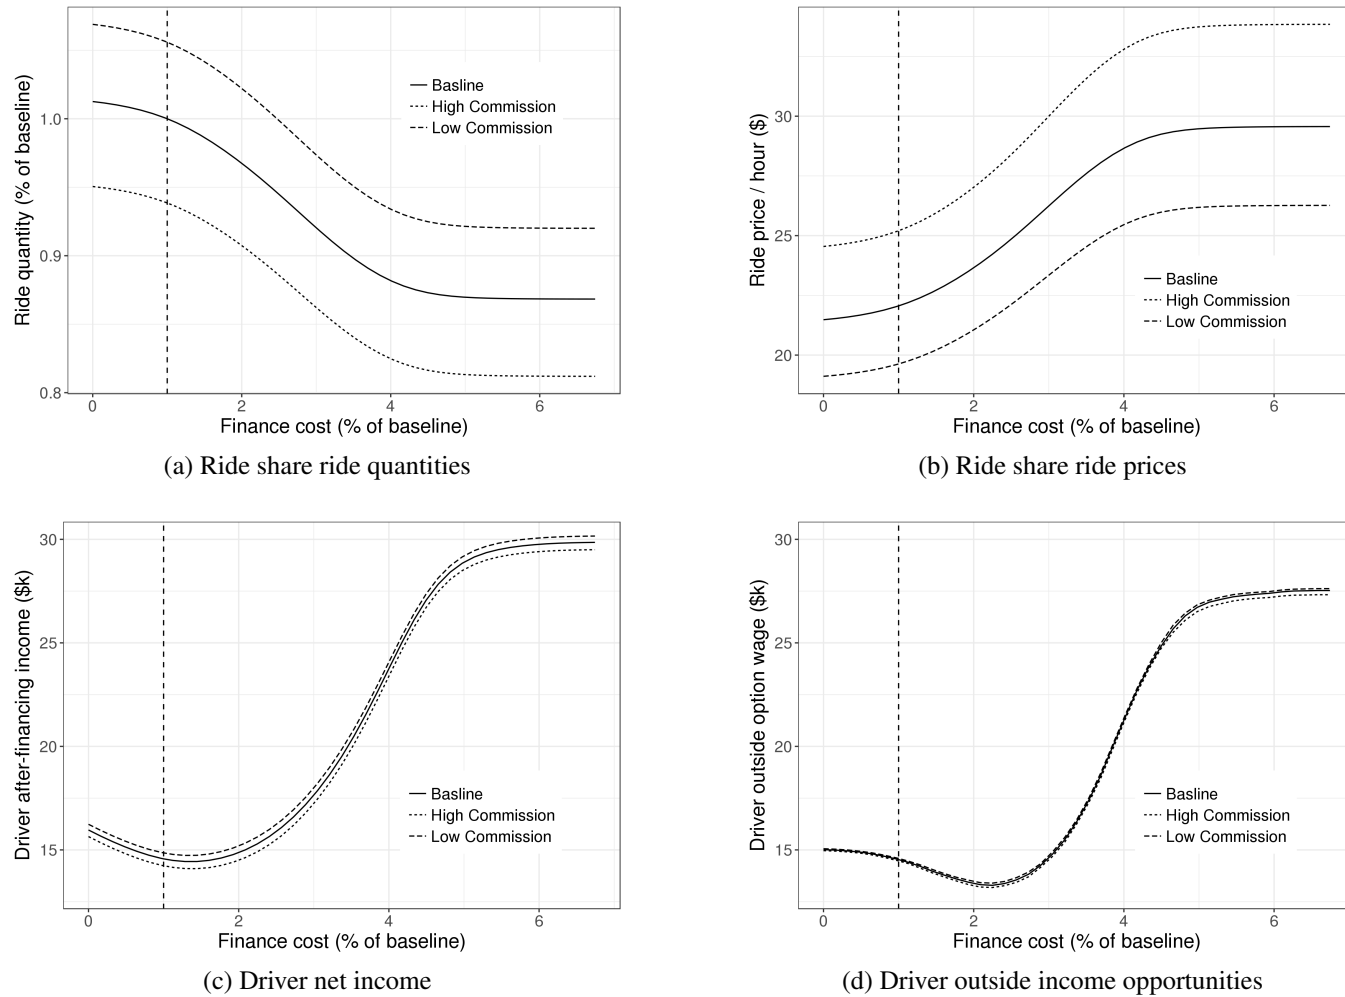 Ride quantity (% of baseline)
1.0
0.9
0.8
Basline
High Commission
Low Commission
0
2
4
6
Finance cost (% of baseline)
(a) Ride share ride quantities
Ride price / hour ($)
30
25
20
Basline
High Commission
Low Commission
0
2
4
6
Finance cost (% of baseline)
(b) Ride share ride prices
Driver after-financing income ($k)
30
25
20
15
Basline
High Commission
Low Commission
0
2
4
6
Finance cost (% of baseline)
(c) Driver net income
Driver outside option wage ($k)
30
25
20
15
Basline
High Commission
Low Commission
0
2
4
6
Finance cost (% of baseline)
(d) Driver outside income opportunities